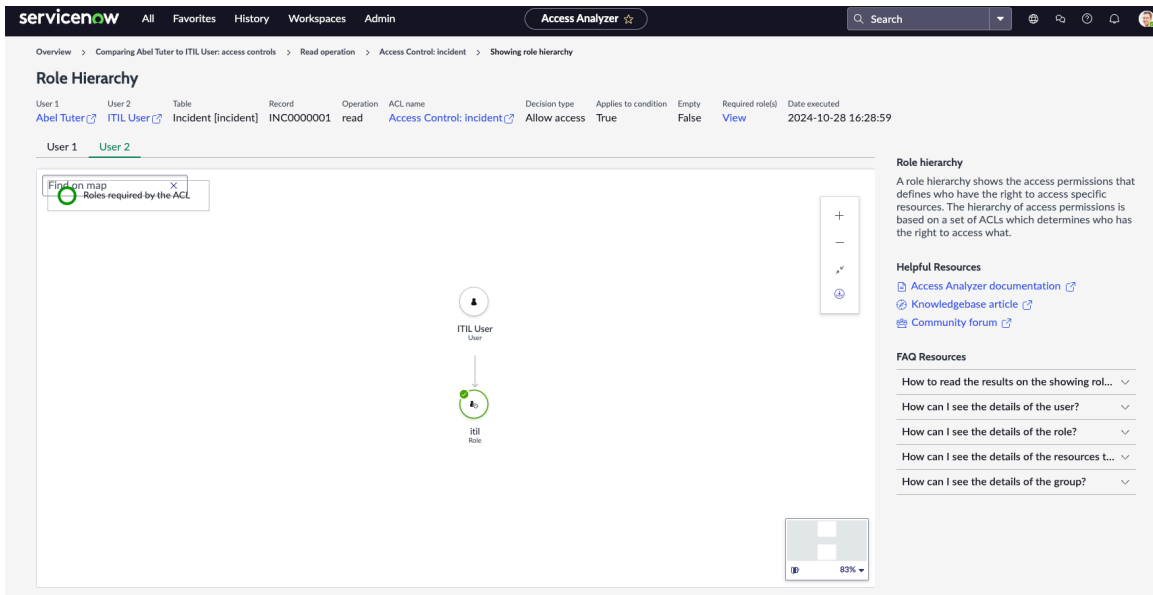 servicenow All Favorites History Workspaces Admin Access Analyzer ☆ Search
Overview > Comparing Abel Tuter to ITIL User: access controls > Read operation > Access Control: incident > Showing role hierarchy
Role Hierarchy
User 1 User 2 Table Record Operation ACL name Decision type Applies to condition Empty Required role(s) Date executed
Abel Tuter ITIL User Incident [incident] INC0000001 read Access Control: incident Allow access True False View 2024-10-28 16:28:59
User 1 User 2
Find on map
Roles required by the ACL
ITIL User
User
itil
Role
83%
Role hierarchy
A role hierarchy shows the access permissions that
defines who have the right to access specific
resources. The hierarchy of access permissions is
based on a set of ACLs which determines who has
the right to access what.
Helpful Resources
Access Analyzer documentation
Knowledgebase article
Community forum
FAQ Resources
How to read the results on the showing rol...
How can I see the details of the user?
How can I see the details of the role?
How can I see the details of the resources t...
How can I see the details of the group?